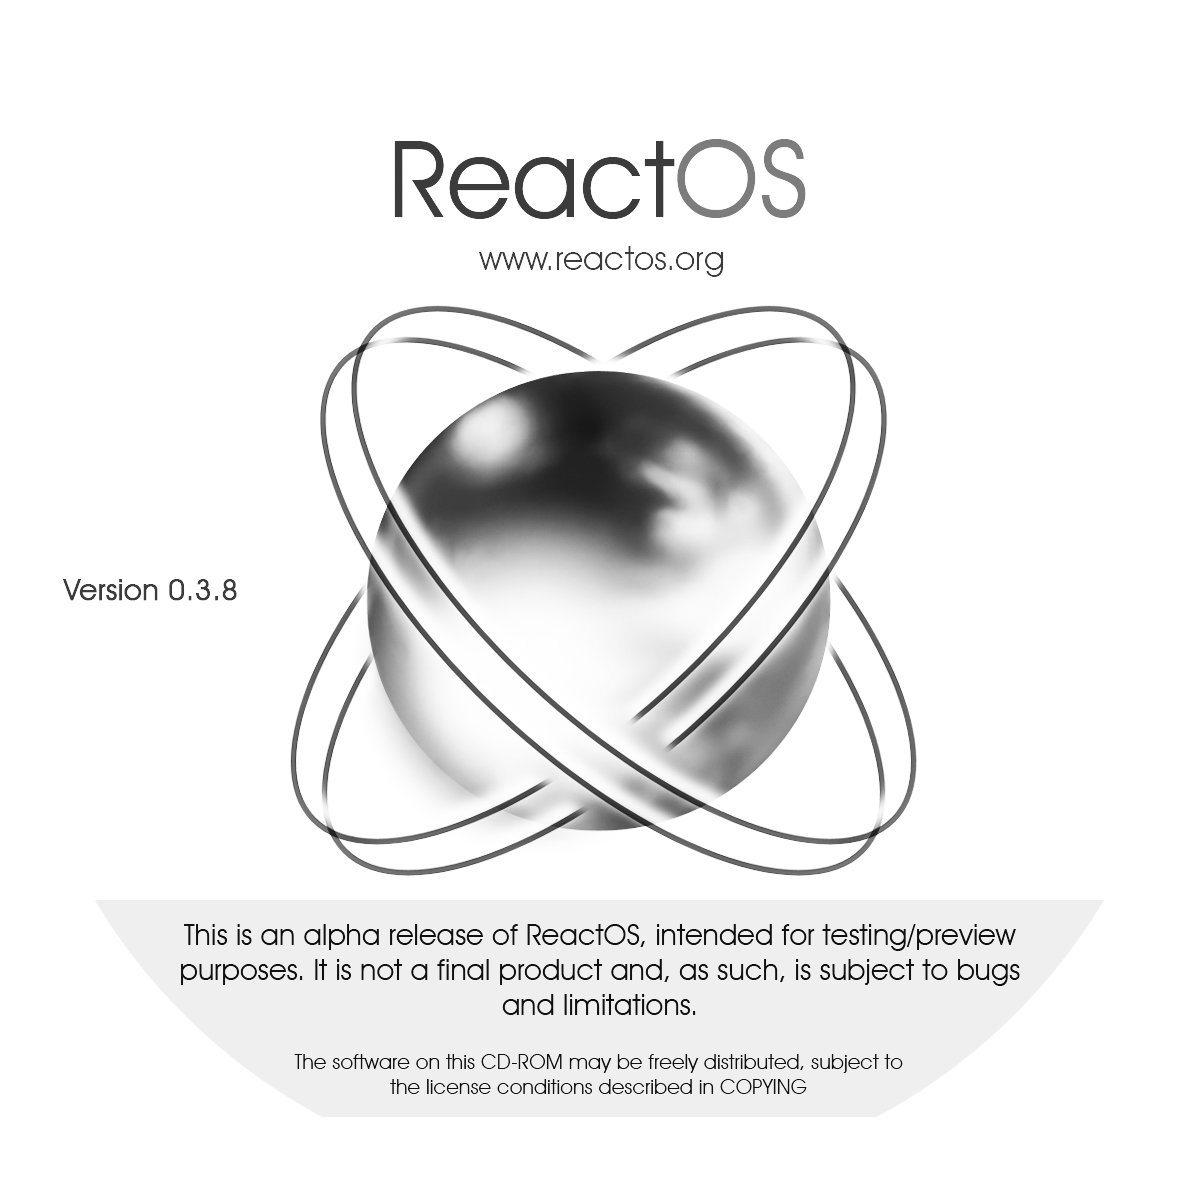 ReactOS
www.reactos.org
Version 0.3.8
This is an alpha release of ReactOS, intended for testing/preview
purposes. It is not a final product and, as such, is subject to bugs
and limitations.
The software on this CD-ROM may be freely distributed, subject to
the license conditions described in COPYING